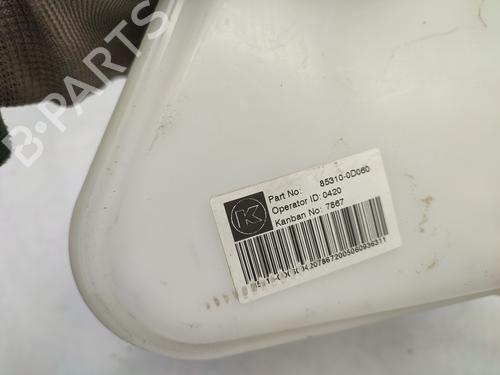 B-PARTS
K
Part No: 85310-0D060
Operator ID: 0420
Kanban No: 7867